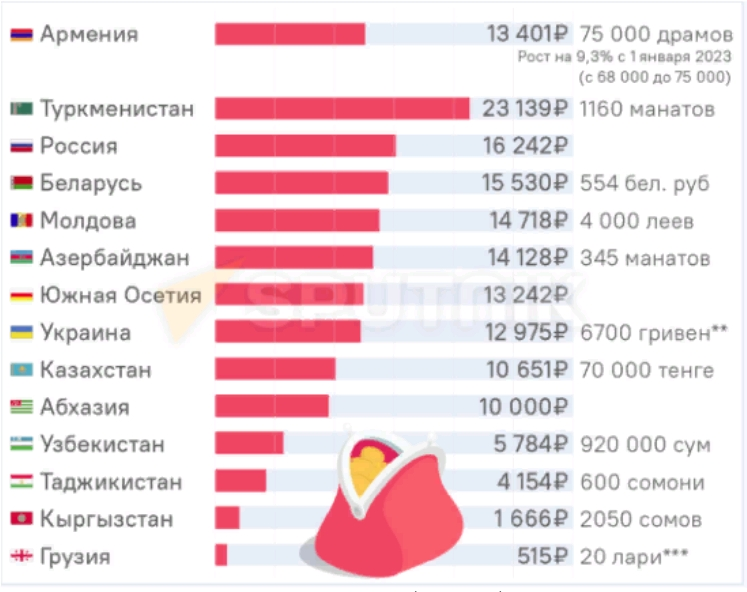 Армения 13 401₽ 75 000 драмов
Рост на 9,3% с 1 января 2023
(с 68 000 до 75 000)
Туркменистан 23 139₽ 1160 манатов
Россия 16 242₽
Беларусь 15 530₽ 554 бел. руб
Молдова 14 718₽ 4 000 леев
Азербайджан 14 128₽ 345 манатов
Южная Осетия 13 242₽
SPUTNIK
Украина 12 975₽ 6700 гривен**
Казахстан 10 651₽ 70 000 тенге
Абхазия 10 000₽
Узбекистан 5 784₽ 920 000 сум
Таджикистан 4 154₽ 600 сомони
Кыргызстан 1 666₽ 2050 сомов
Грузия 515₽ 20 лари***